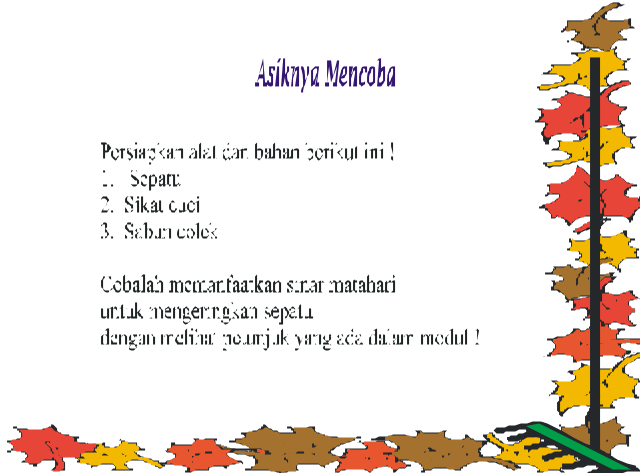 Asiknya Mencoba
Persiapkan alat dan bahan berikut ini !
1. Sepatu
2. Sikat cuci
3. Sabun colek
Cobalah memanfaatkan sinar matahari
untuk mengeringkan sepatu
dengan melihat petunjuk yang ada dalam modul !